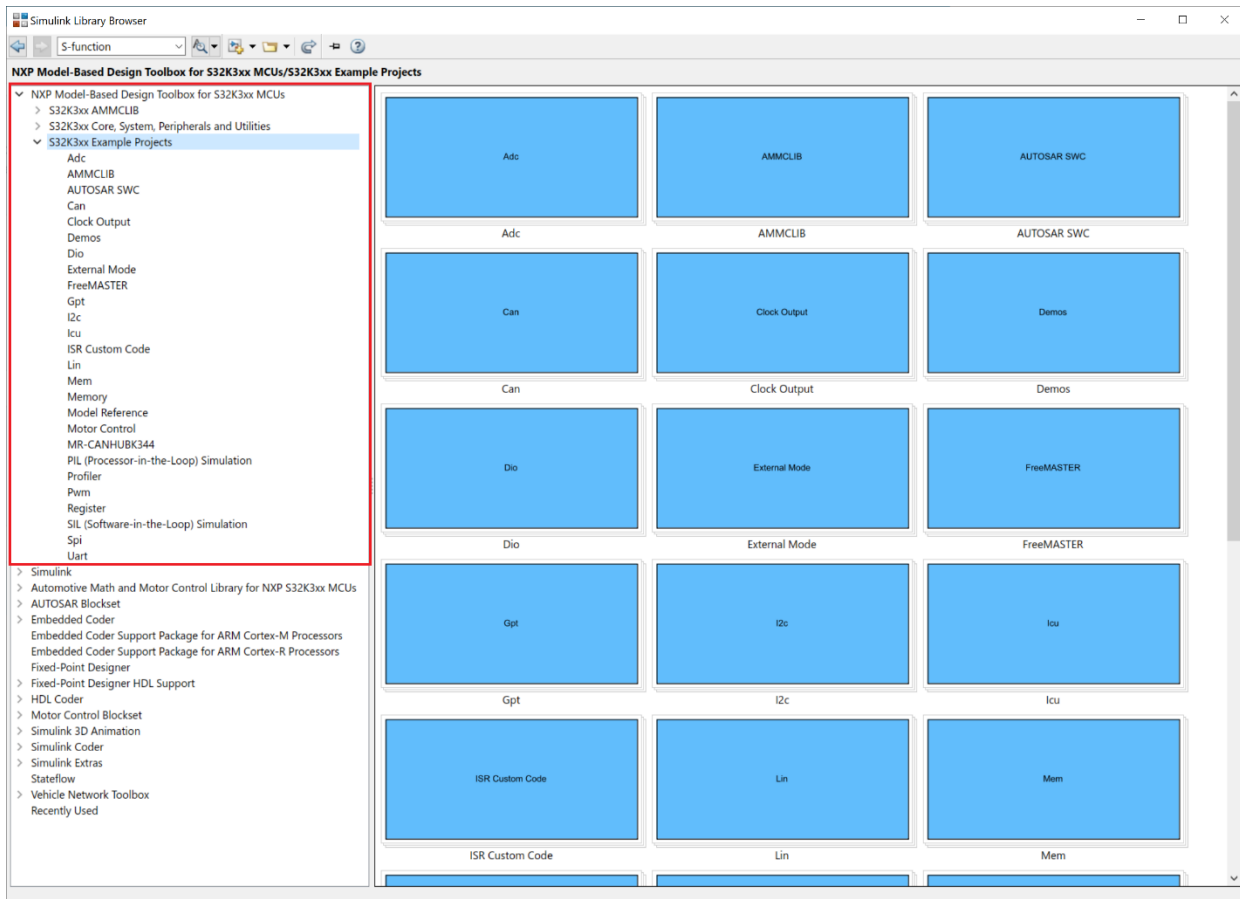 Simulink Library Browser
S-function
NXP Model-Based Design Toolbox for S32K3xx MCUs/S32K3xx Example Projects
NXP Model-Based Design Toolbox for S32K3xx MCUs
S32K3xx AMMCLIB
S32K3xx Core, System, Peripherals and Utilities
S32K3xx Example Projects
Adc
AMMCLIB
AUTOSAR SWC
Can
Clock Output
Demos
Dio
External Mode
FreeMASTER
Gpt
I2c
Icu
ISR Custom Code
Lin
Mem
Memory
Model Reference
Motor Control
MR-CANHUBK344
PIL (Processor-in-the-Loop) Simulation
Profiler
Pwm
Register
SIL (Software-in-the-Loop) Simulation
Spi
Uart
Simulink
Automotive Math and Motor Control Library for NXP S32K3xx MCUs
AUTOSAR Blockset
Embedded Coder
Embedded Coder Support Package for ARM Cortex-M Processors
Embedded Coder Support Package for ARM Cortex-R Processors
Fixed-Point Designer
Fixed-Point Designer HDL Support
HDL Coder
Motor Control Blockset
Simulink 3D Animation
Simulink Coder
Simulink Extras
Stateflow
Vehicle Network Toolbox
Recently Used
Adc AMMCLIB AUTOSAR SWC
Adc AMMCLIB AUTOSAR SWC
Can Clock Output Demos
Can Clock Output Demos
Dio External Mode FreeMASTER
Dio External Mode FreeMASTER
Gpt I2c Icu
Gpt I2c Icu
ISR Custom Code Lin Mem
ISR Custom Code Lin Mem